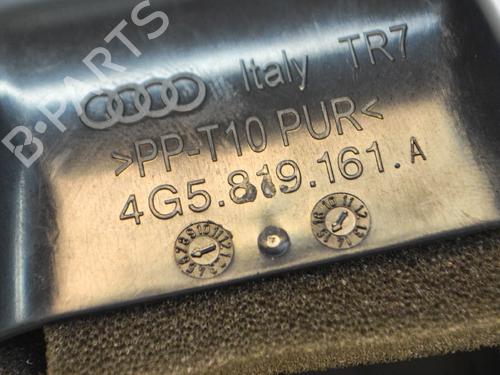 B-PARTS
Italy TR7
>PP-T10 PUR<
4G5.819.161.A